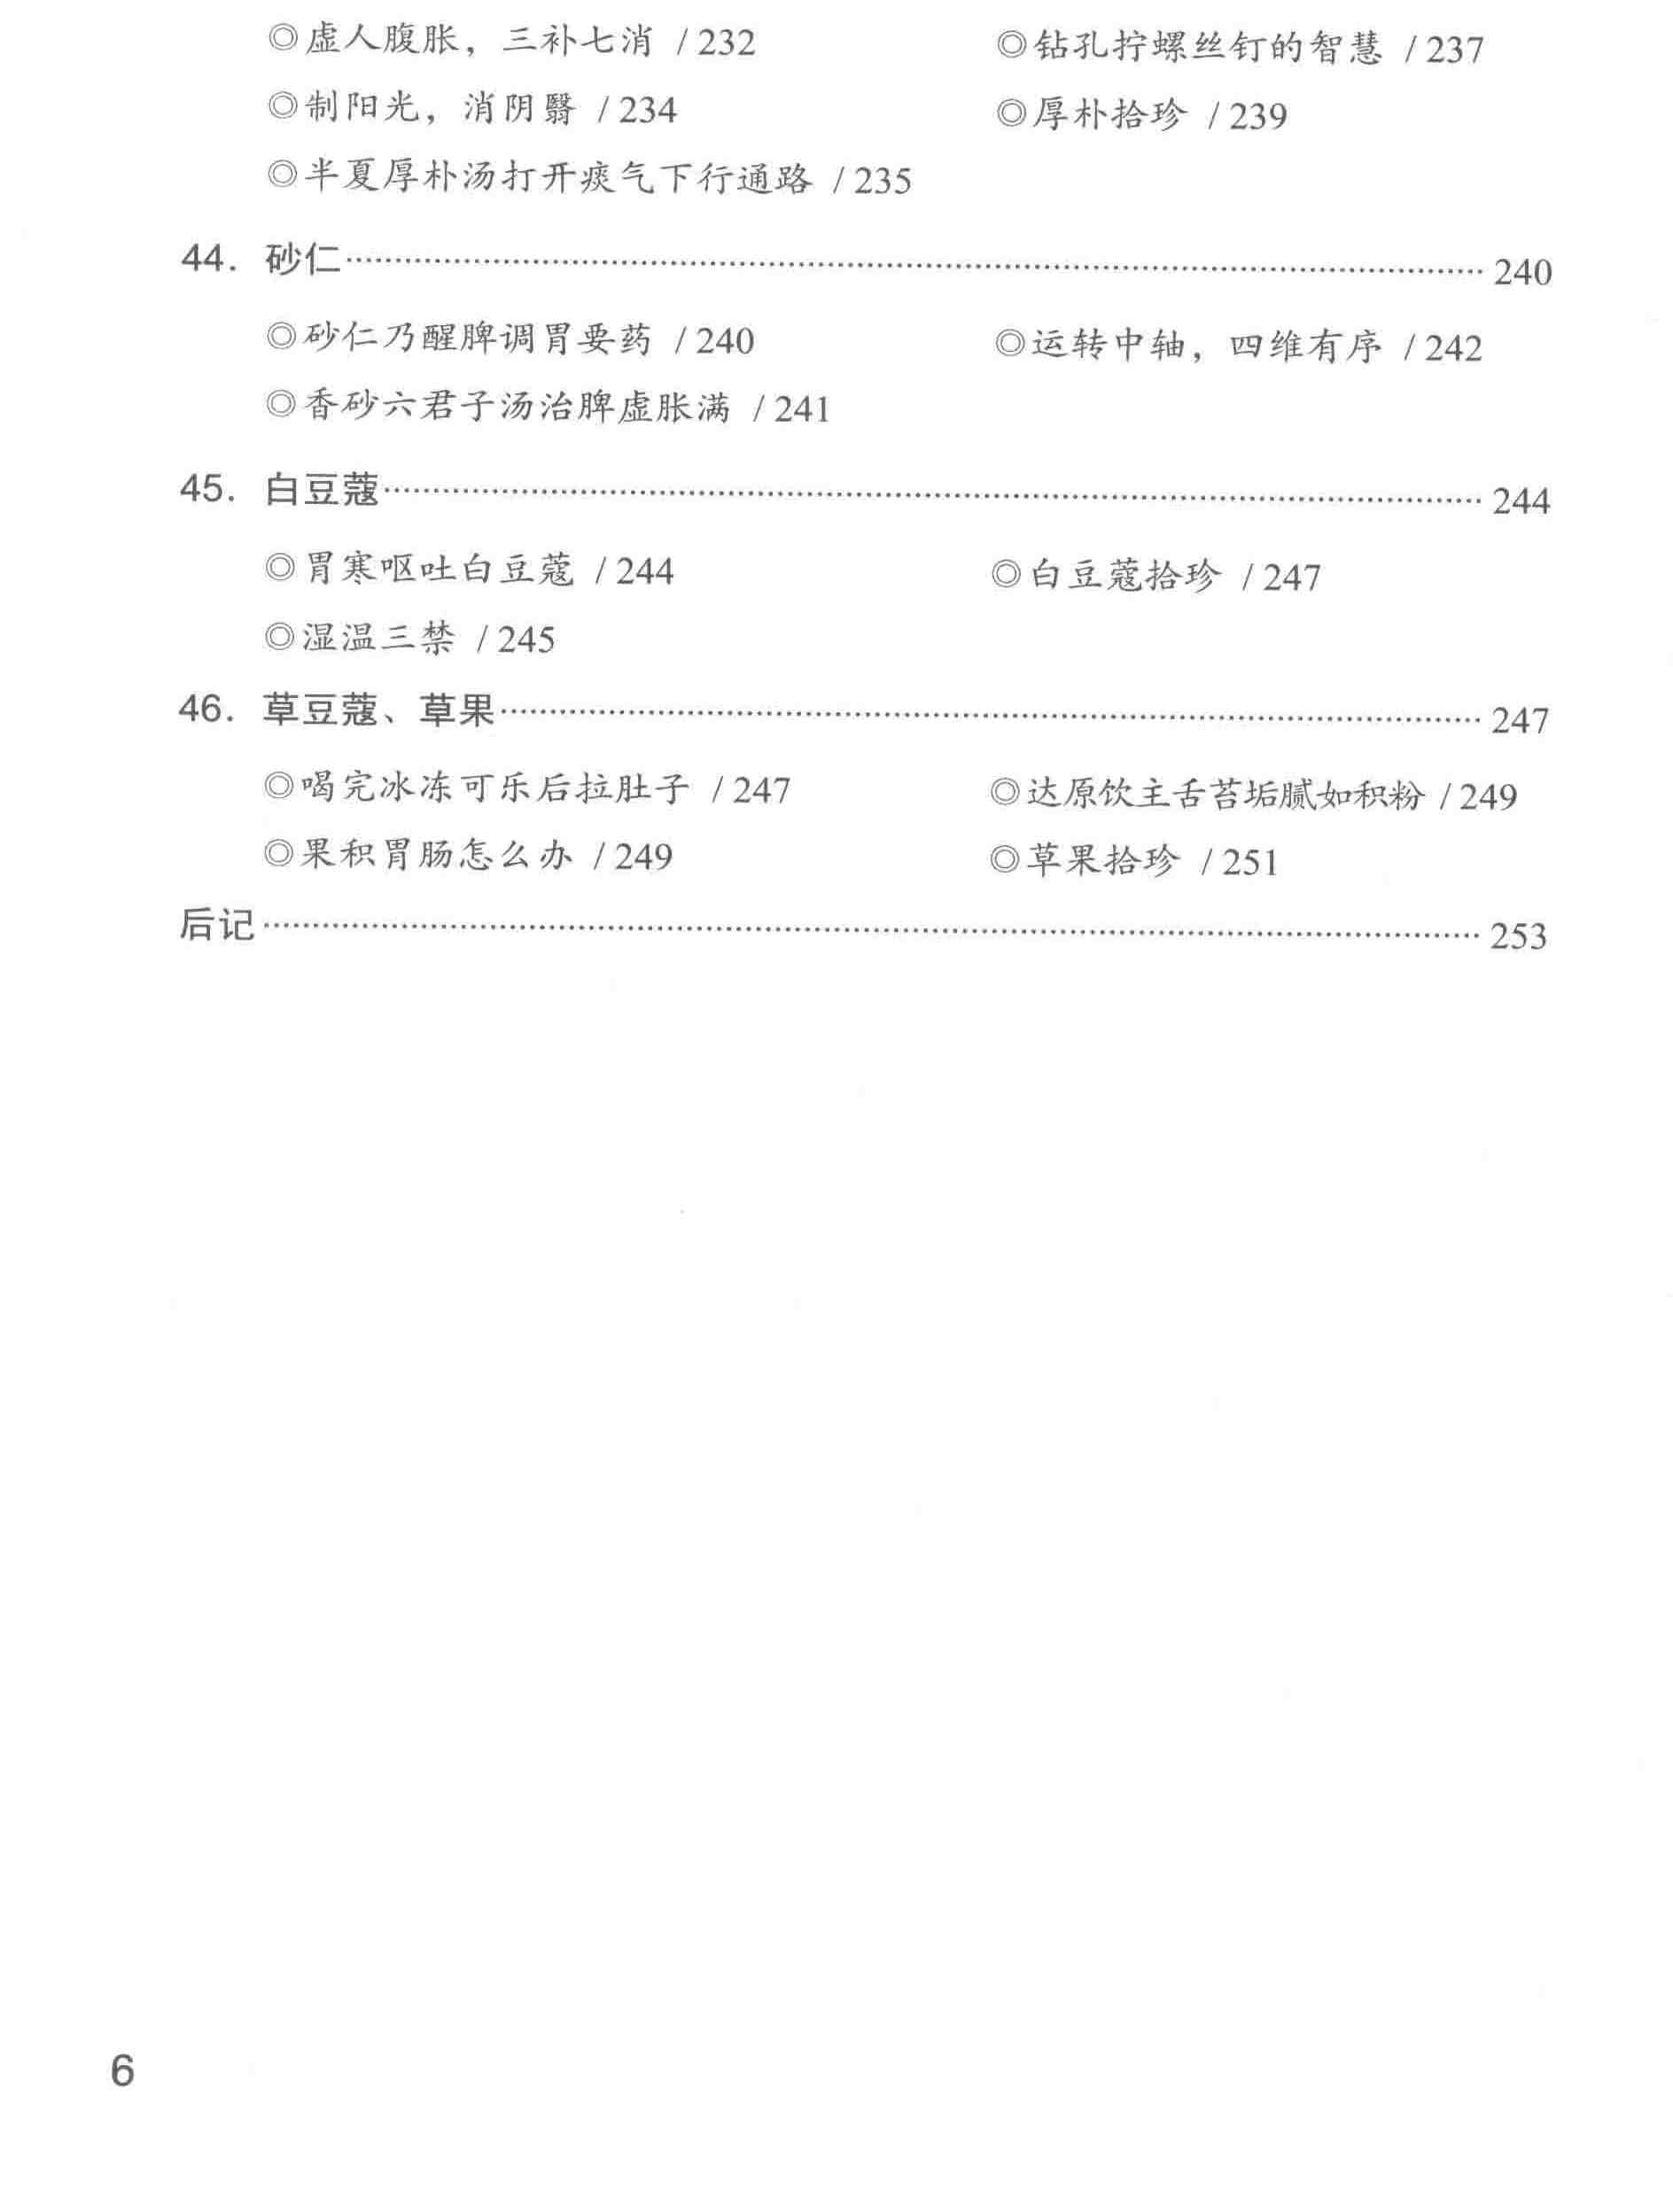 ◎虚人腹胀，三补七消 / 232
◎钻孔拧螺丝钉的智慧 / 237
◎制阳光，消阴翳 / 234
◎厚朴拾珍 / 239
◎半夏厚朴汤打开痰气下行通路 / 235
44. 砂仁…………………………………………………… 240
◎砂仁乃醒脾调胃要药 / 240
◎运转中轴，四维有序 / 242
◎香砂六君子汤治脾虚胀满 / 241
45. 白豆蔻…………………………………………………… 244
◎胃寒呕吐白豆蔻 / 244
◎白豆蔻拾珍 / 247
◎湿温三禁 / 245
46. 草豆蔻、草果…………………………………………………… 247
◎喝完冰冻可乐后拉肚子 / 247
◎达原饮主舌苔垢腻如积粉 / 249
◎果积胃肠怎么办 / 249
◎草果拾珍 / 251
后记…………………………………………………… 253
6